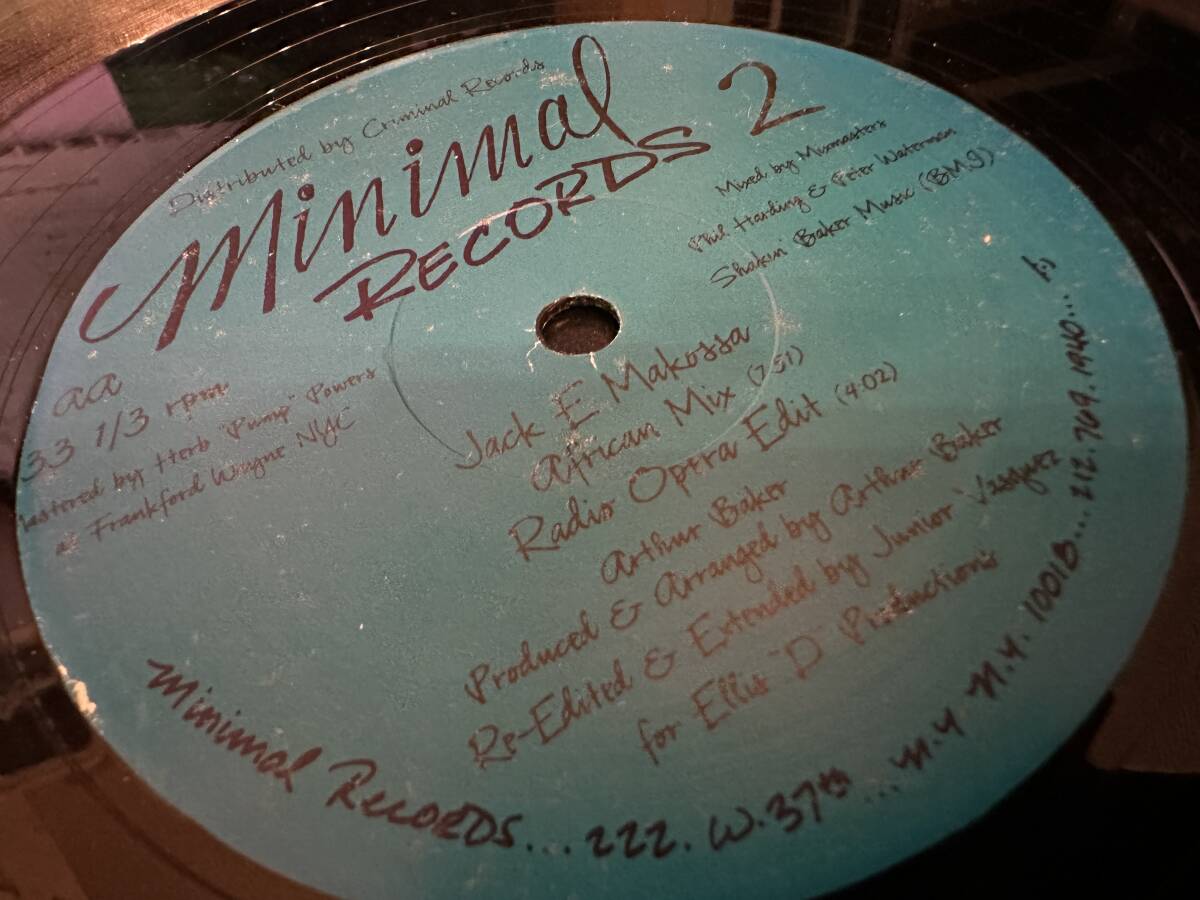 Distributed by Criminal Records
Minimal
RECORDS 2
Mixed by Mixmasters
Phil Harding & Peter Waterman
Shakin' Baker Music (BMI)
aa
33 1/3 rpm
astered by Herb "Pump" Powers
at Frankford Wayne NYC
Jack E Makossa
African Mix (7:51)
Radio Opera Edit (4:02)
Arthur Baker
Produced & Arranged by Arthur Baker
Re-Edited & Extended by Junior Vasquez
for Ellis "D" Productions
Minimal RECORDS... 222. W. 37th ... N.Y. N.Y. 10018... 212. 769. 1940...